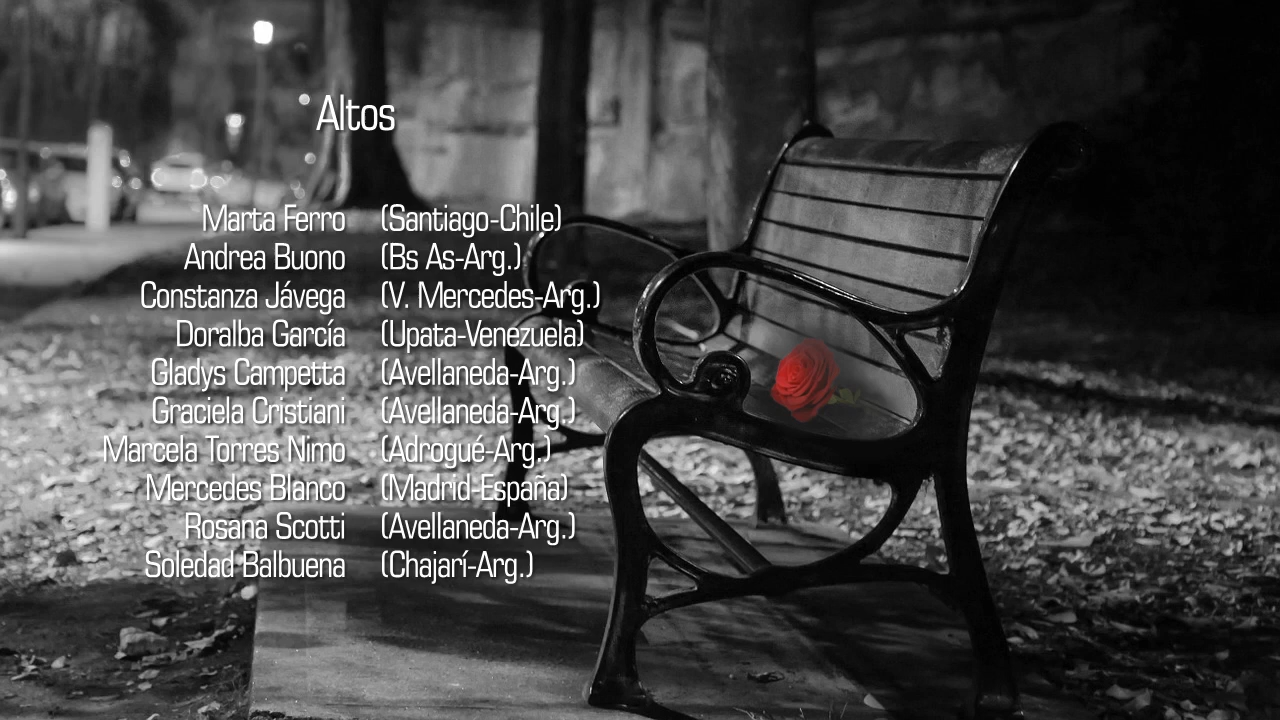 Altos
Marta Ferro (Santiago-Chile)
Andrea Buono (Bs As-Arg.)
Constanza Jávega (V. Mercedes-Arg.)
Doralba García (Upata-Venezuela)
Gladys Campetta (Avellaneda-Arg.)
Graciela Cristiani (Avellaneda-Arg.)
Marcela Torres Nimo (Adrogué-Arg.)
Mercedes Blanco (Madrid-España)
Rosana Scotti (Avellaneda-Arg.)
Soledad Balbuena (Chajarí-Arg.)